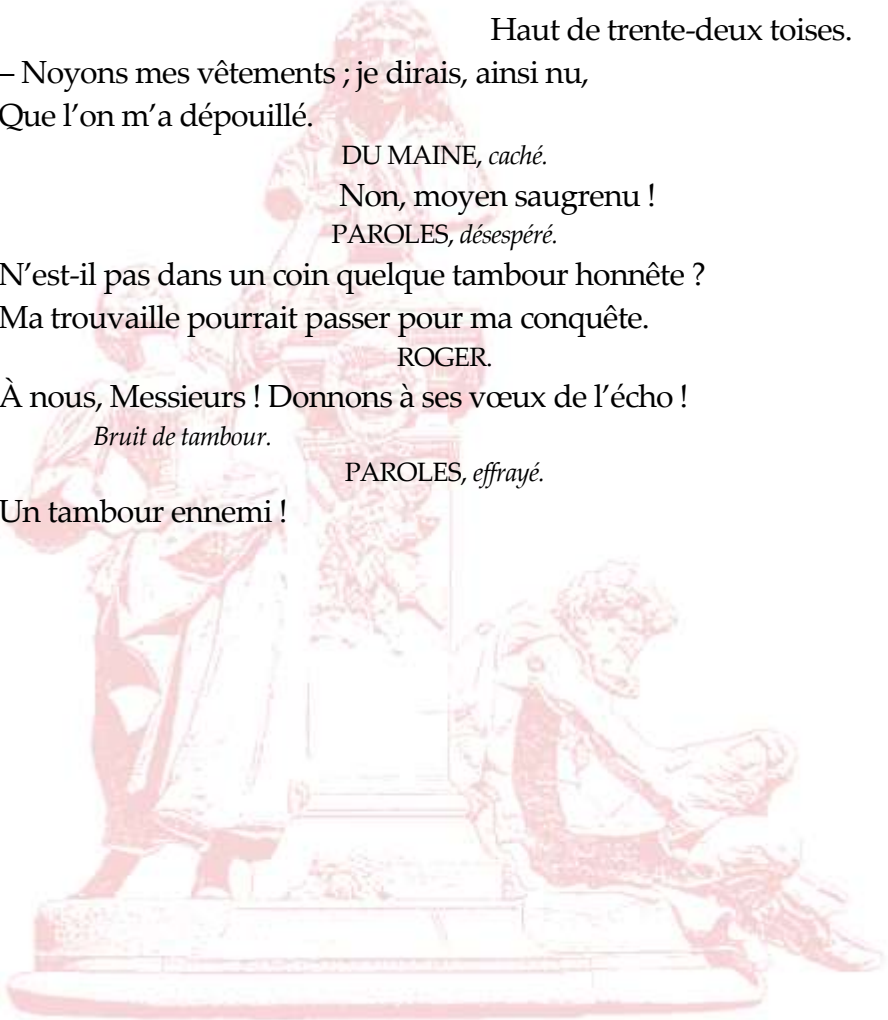 Haut de trente-deux toises.
– Noyons mes vêtements ; je dirais, ainsi nu,
Que l’on m’a dépouillé.
DU MAINE, caché.
Non, moyen saugrenu !
PAROLES, désespéré.
N’est-il pas dans un coin quelque tambour honnête ?
Ma trouvaille pourrait passer pour ma conquête.
ROGER.
À nous, Messieurs ! Donnons à ses vœux de l’écho !
Bruit de tambour.
PAROLES, effrayé.
Un tambour ennemi !